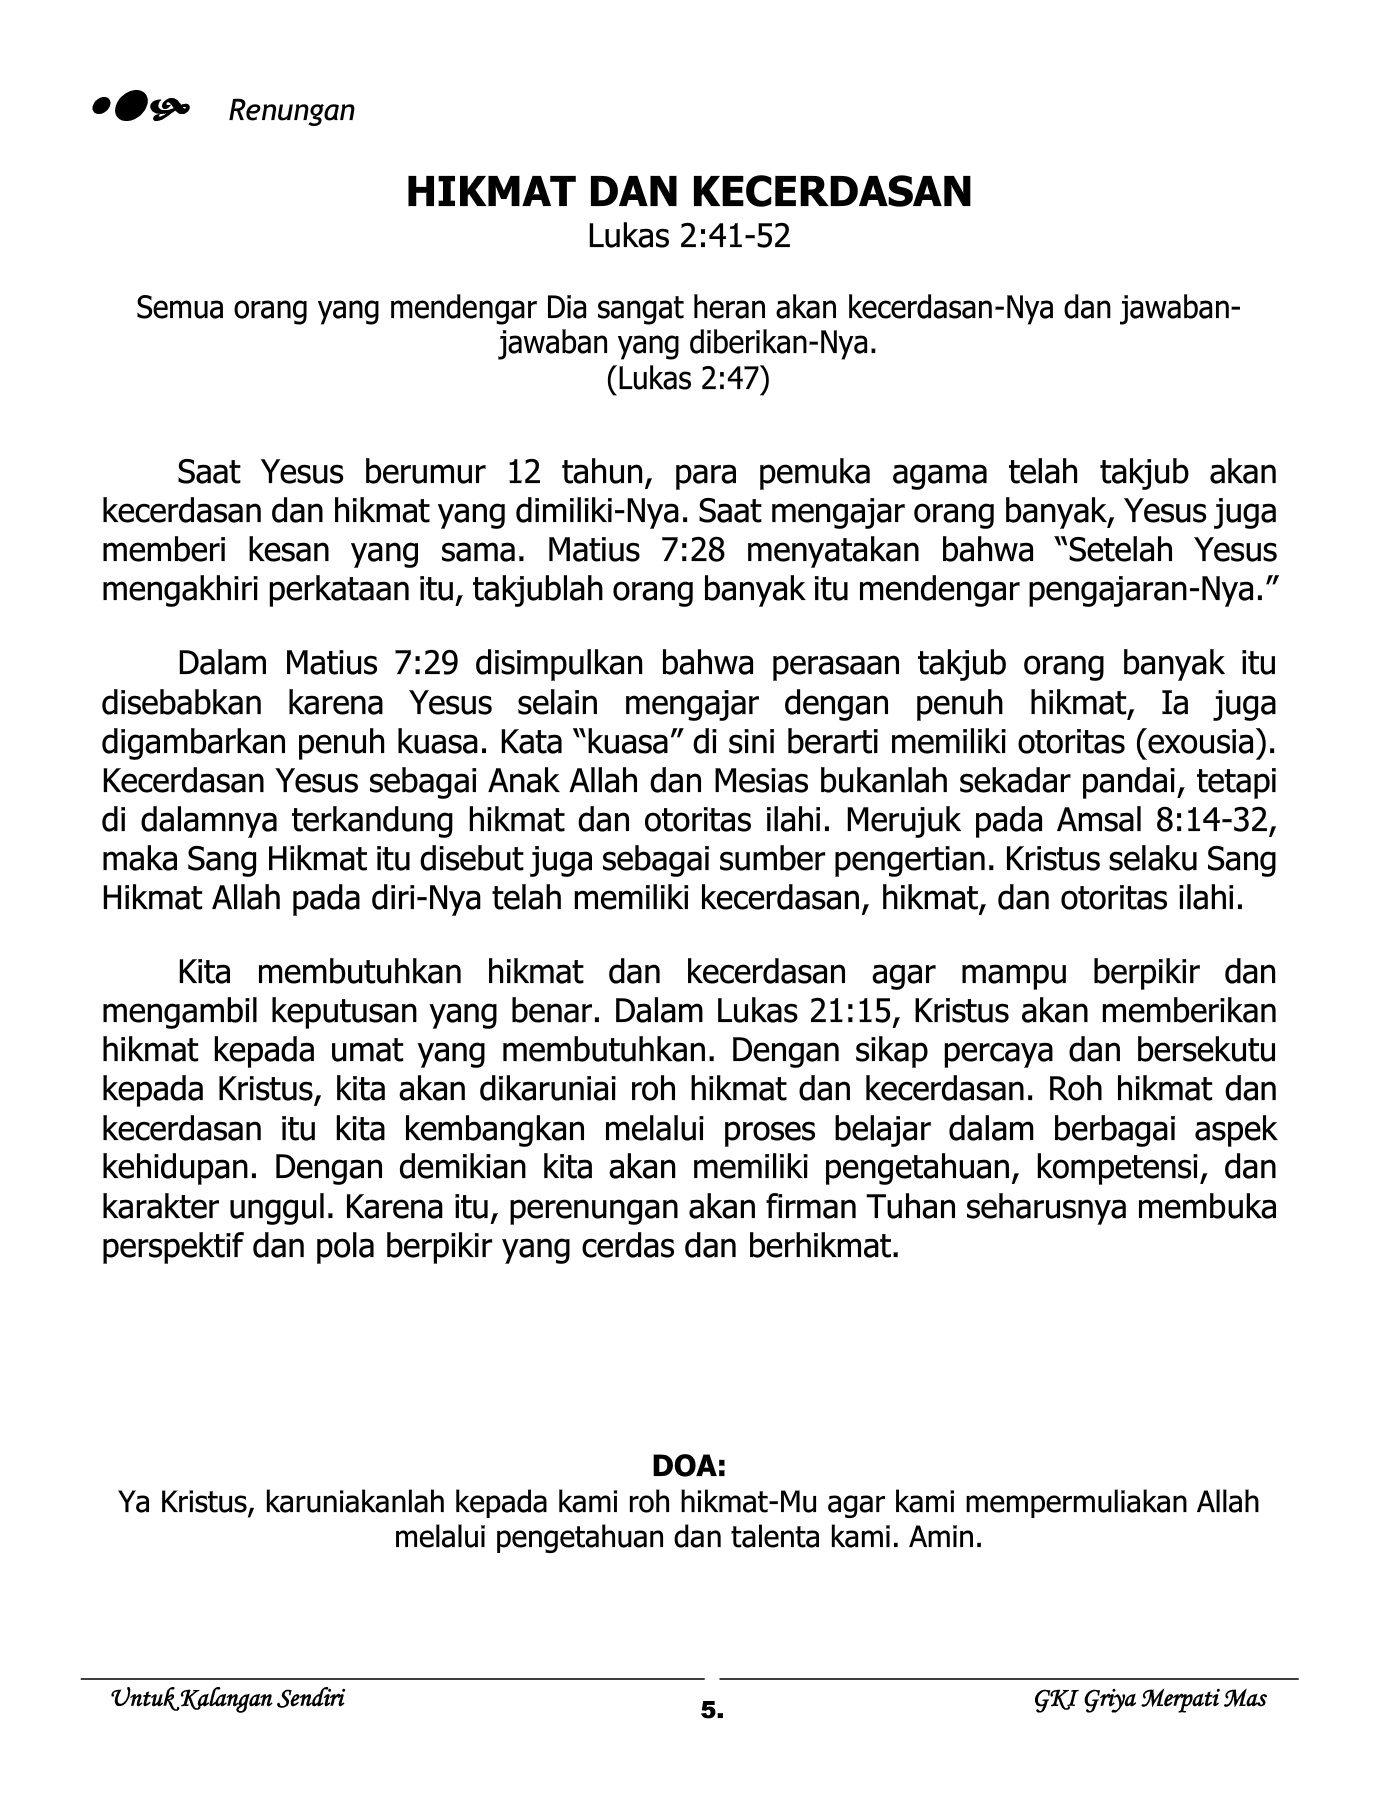 Renungan
HIKMAT DAN KECERDASAN
Lukas 2:41-52
Semua orang yang mendengar Dia sangat heran akan kecerdasan-Nya dan jawaban-
jawaban yang diberikan-Nya.
(Lukas 2:47)
Saat Yesus berumur 12 tahun, para pemuka agama telah takjub akan
kecerdasan dan hikmat yang dimiliki-Nya. Saat mengajar orang banyak, Yesus juga
memberi kesan yang sama. Matius 7:28 menyatakan bahwa “Setelah Yesus
mengakhiri perkataan itu, takjublah orang banyak itu mendengar pengajaran-Nya.”
Dalam Matius 7:29 disimpulkan bahwa perasaan takjub orang banyak itu
disebabkan karena Yesus selain mengajar dengan penuh hikmat, Ia juga
digambarkan penuh kuasa. Kata “kuasa” di sini berarti memiliki otoritas (exousia).
Kecerdasan Yesus sebagai Anak Allah dan Mesias bukanlah sekadar pandai, tetapi
di dalamnya terkandung hikmat dan otoritas ilahi. Merujuk pada Amsal 8:14-32,
maka Sang Hikmat itu disebut juga sebagai sumber pengertian. Kristus selaku Sang
Hikmat Allah pada diri-Nya telah memiliki kecerdasan, hikmat, dan otoritas ilahi.
Kita membutuhkan hikmat dan kecerdasan agar mampu berpikir dan
mengambil keputusan yang benar. Dalam Lukas 21:15, Kristus akan memberikan
hikmat kepada umat yang membutuhkan. Dengan sikap percaya dan bersekutu
kepada Kristus, kita akan dikaruniai roh hikmat dan kecerdasan. Roh hikmat dan
kecerdasan itu kita kembangkan melalui proses belajar dalam berbagai aspek
kehidupan. Dengan demikian kita akan memiliki pengetahuan, kompetensi, dan
karakter unggul. Karena itu, perenungan akan firman Tuhan seharusnya membuka
perspektif dan pola berpikir yang cerdas dan berhikmat.
DOA:
Ya Kristus, karuniakanlah kepada kami roh hikmat-Mu agar kami mempermuliakan Allah
melalui pengetahuan dan talenta kami. Amin.
Untuk Kalangan Sendiri
5.
GKI Griya Merpati Mas